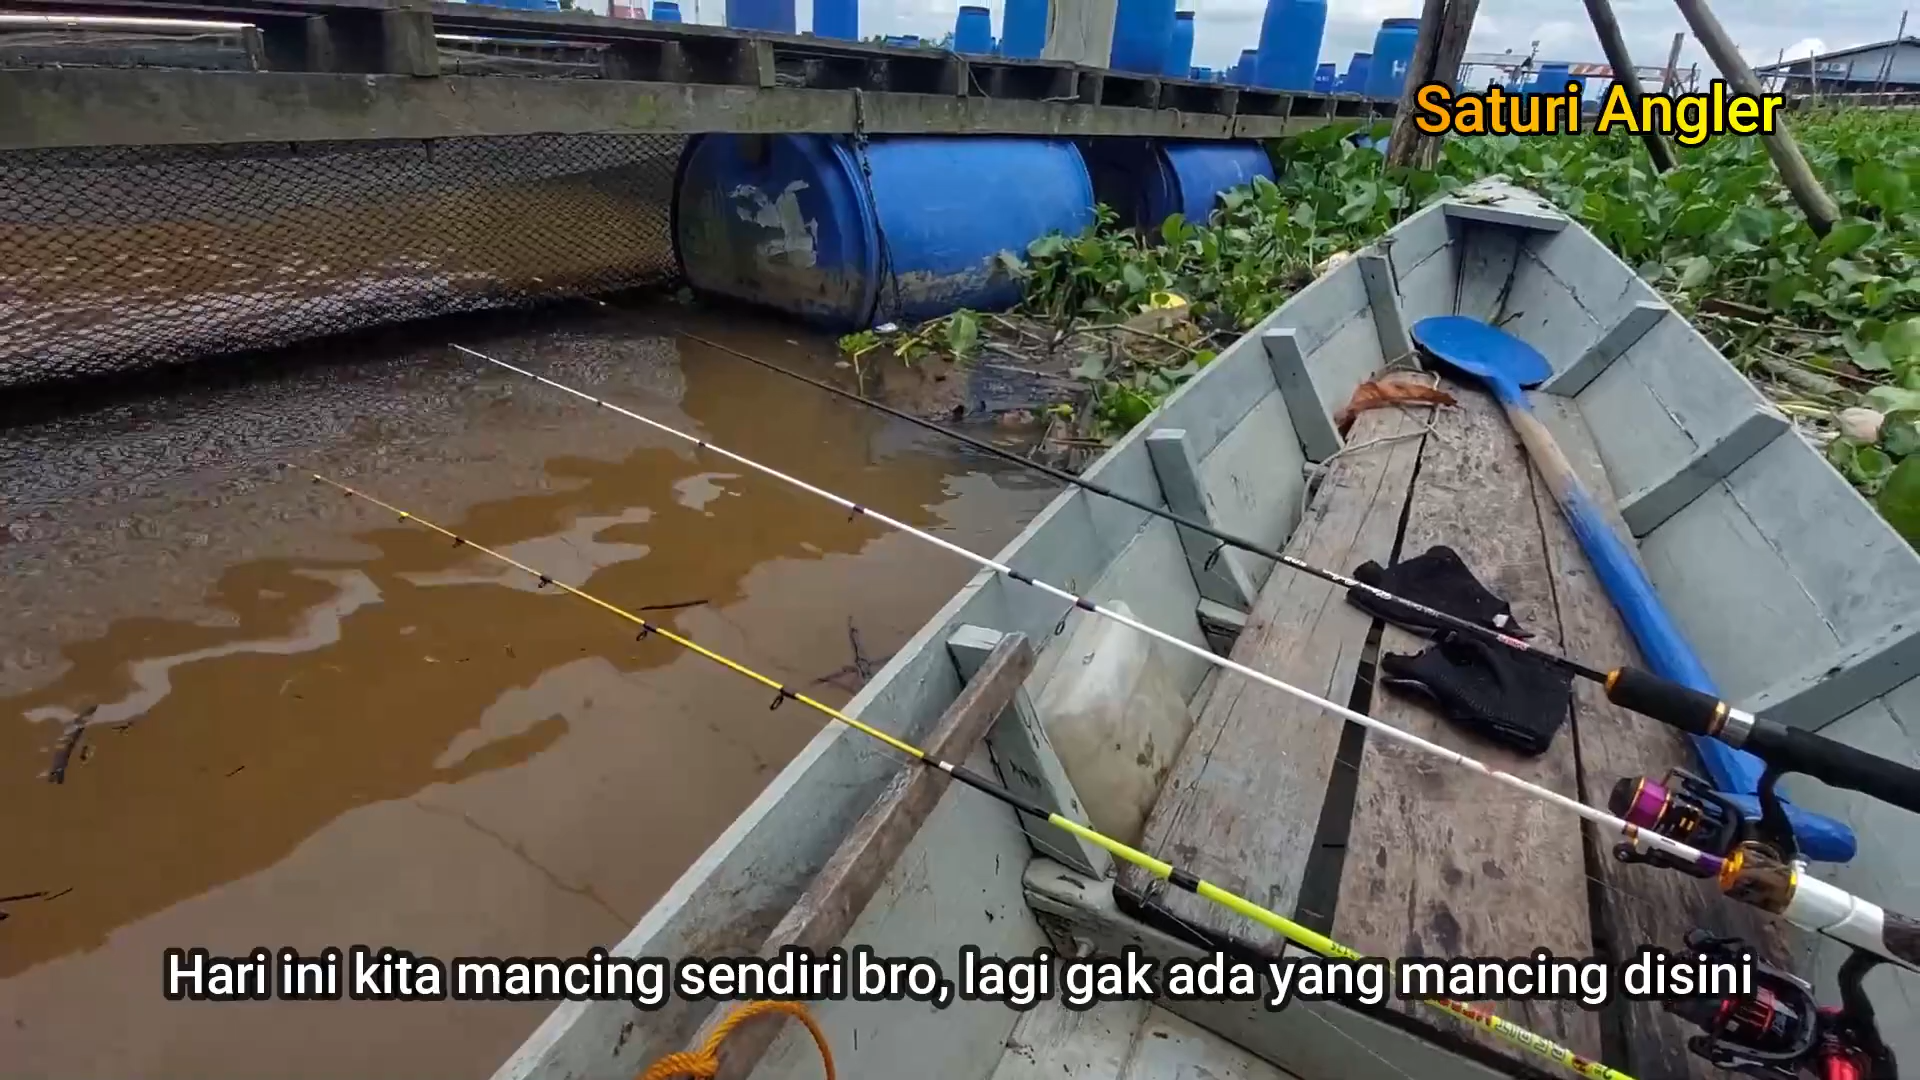 Saturi Angler
Hari ini kita mancing sendiri bro, lagi gak ada yang mancing disini